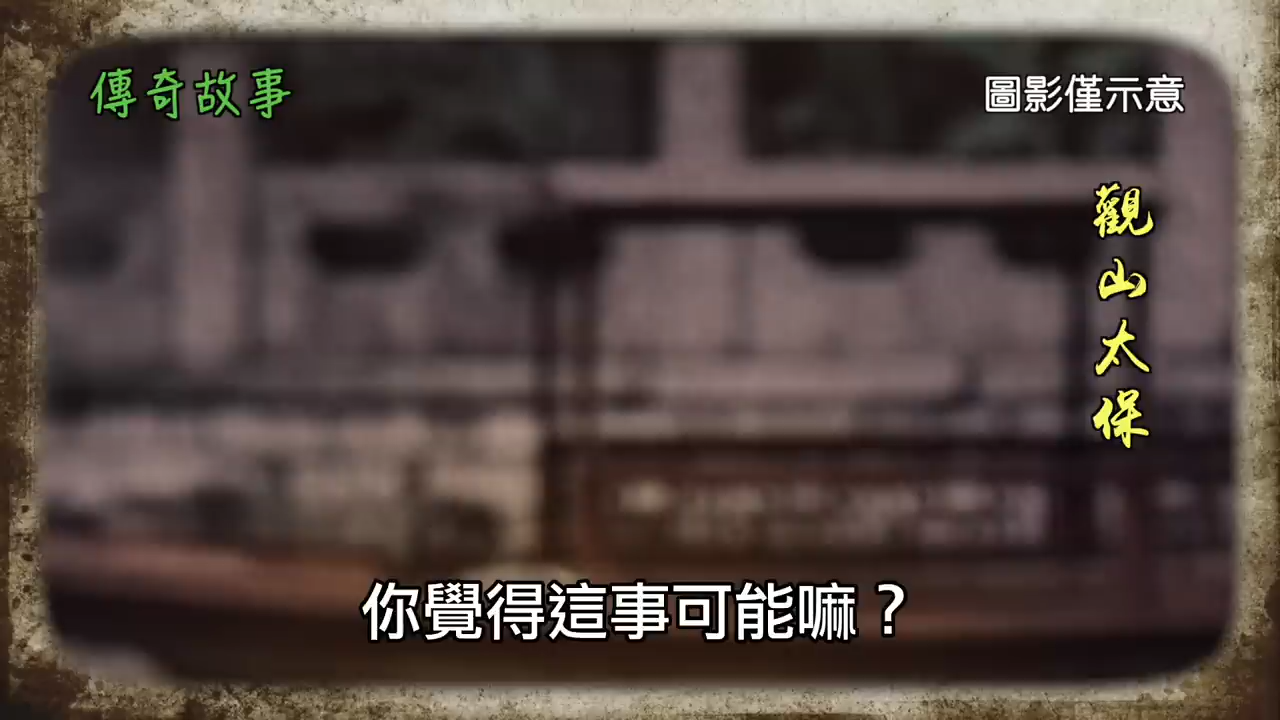 傳奇故事
圖影僅示意
觀山太保
你覺得這事可能嘛？